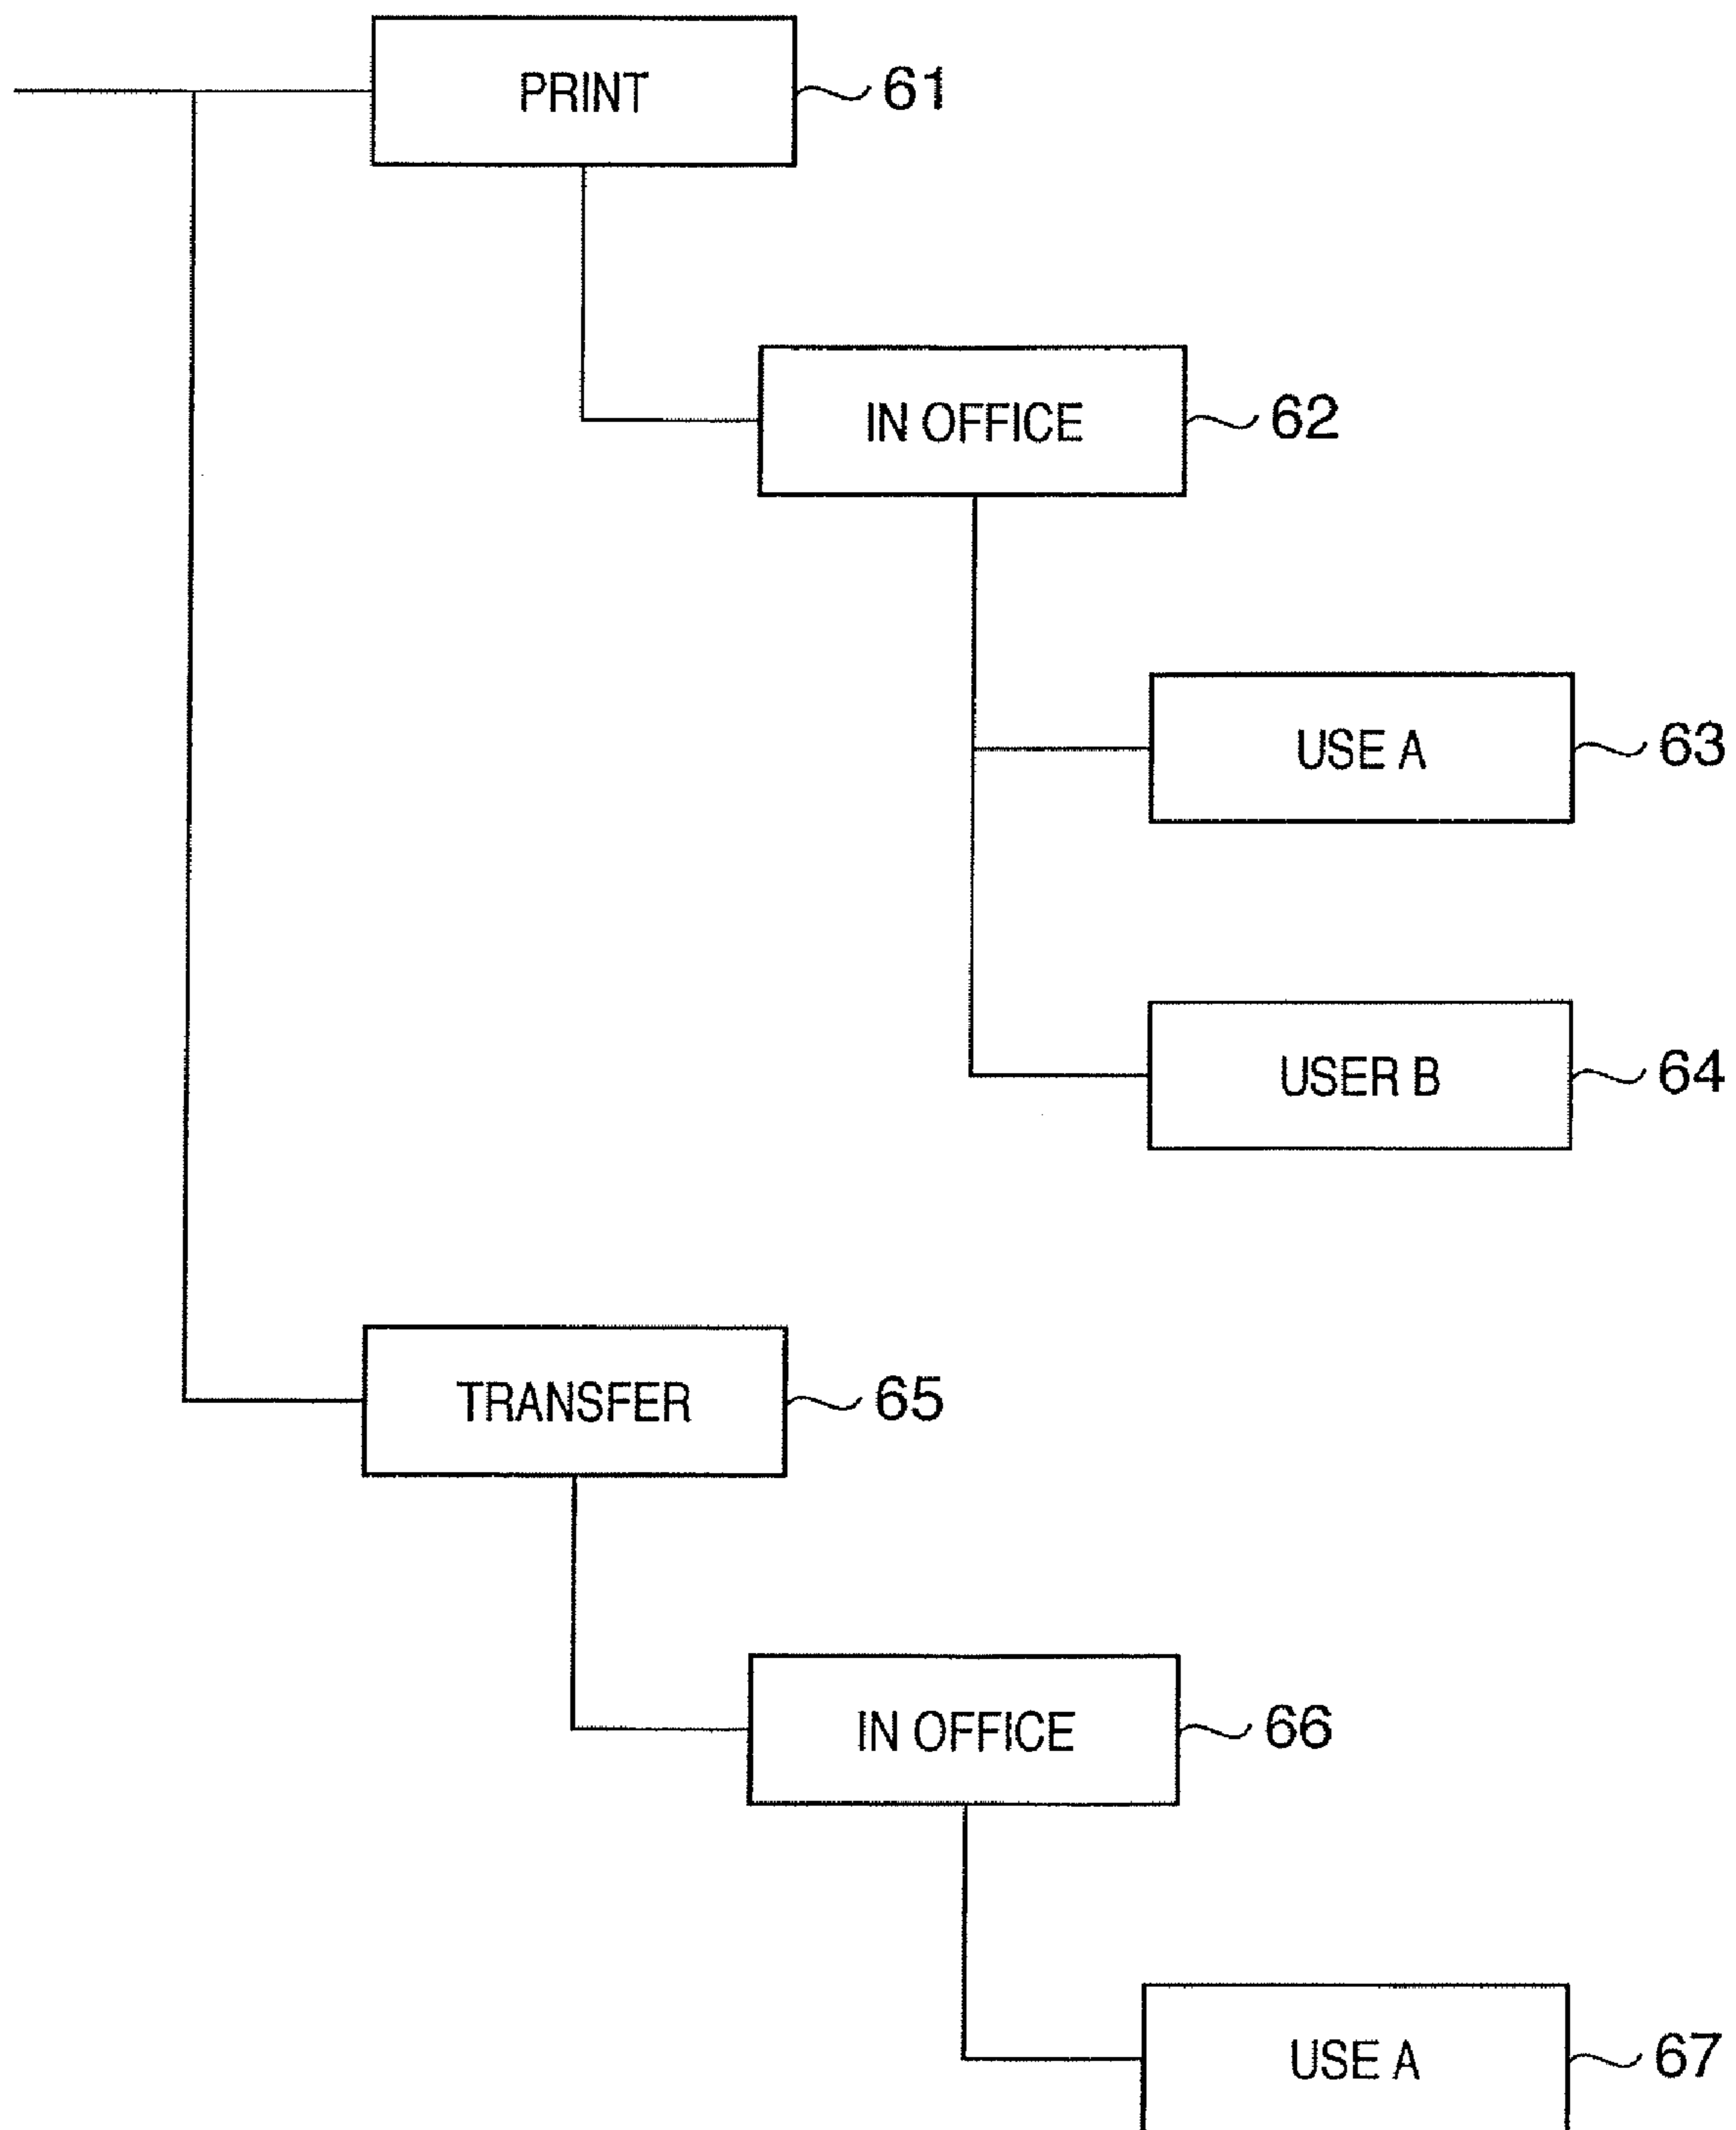 PRINT 61
IN OFFICE 62
USE A 63
USER B 64
TRANSFER 65
IN OFFICE 66
USE A 67